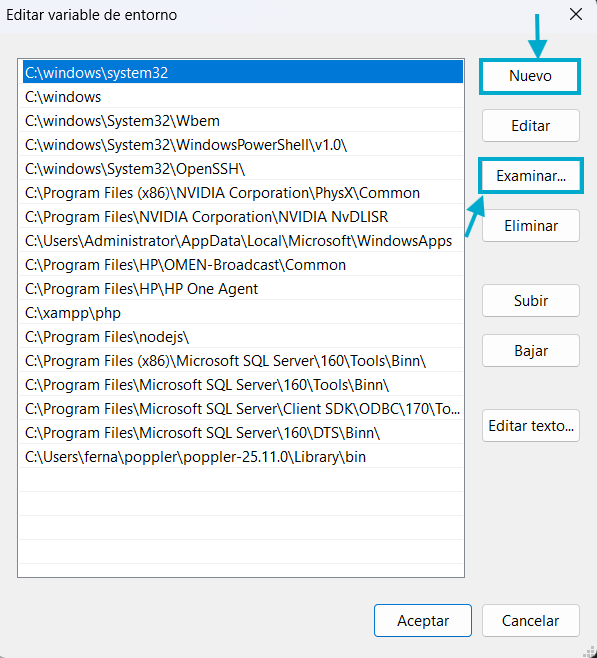 Editar variable de entorno
C:\windows\system32
C:\windows
C:\windows\System32\Wbem
C:\windows\System32\WindowsPowerShell\v1.0\
C:\windows\System32\OpenSSH\
C:\Program Files (x86)\NVIDIA Corporation\PhysX\Common
C:\Program Files\NVIDIA Corporation\NVIDIA NvDLISR
C:\Users\Administrator\AppData\Local\Microsoft\WindowsApps
C:\Program Files\HP\OMEN-Broadcast\Common
C:\Program Files\HP\HP One Agent
C:\xampp\php
C:\Program Files\nodejs\
C:\Program Files (x86)\Microsoft SQL Server\160\Tools\Binn\
C:\Program Files\Microsoft SQL Server\160\Tools\Binn\
C:\Program Files\Microsoft SQL Server\Client SDK\ODBC\170\To...
C:\Program Files\Microsoft SQL Server\160\DTS\Binn\
C:\Users\ferna\poppler\poppler-25.11.0\Library\bin
Nuevo
Editar
Examinar...
Eliminar
Subir
Bajar
Editar texto...
Aceptar
Cancelar